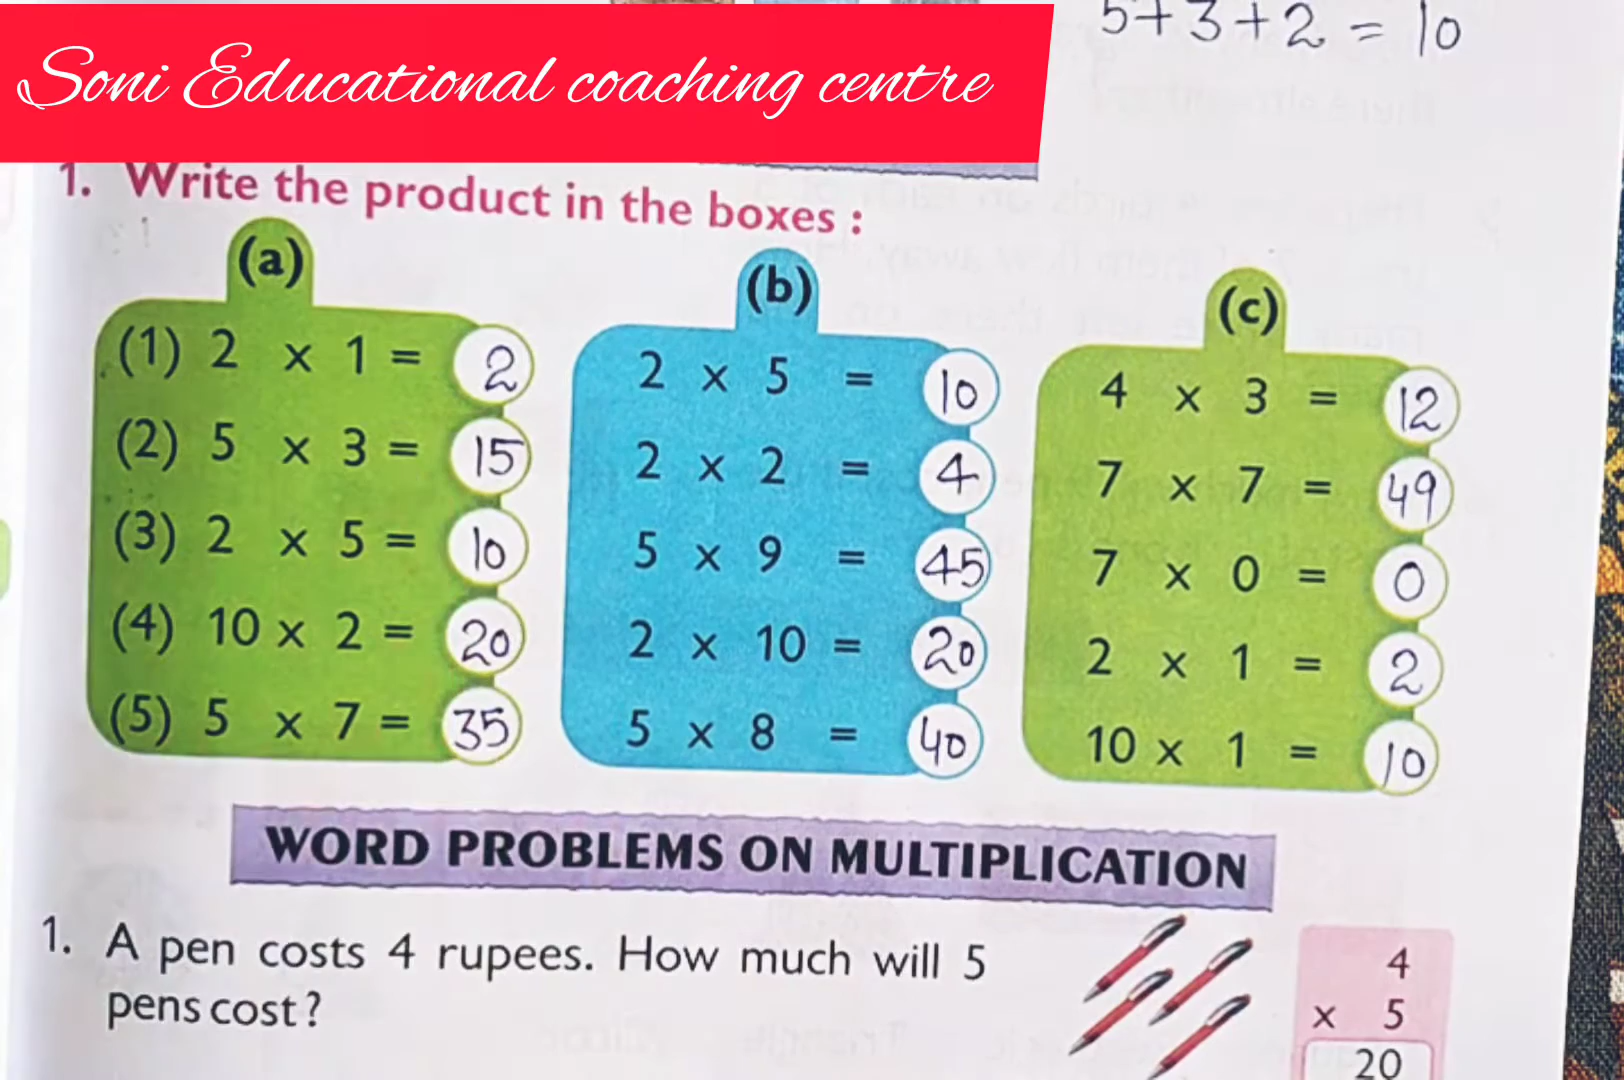 5+3+2 = 10
Soni Educational coaching centre
1. Write the product in the boxes :
(a)
(1) 2 x 1 = 2
(2) 5 x 3 = 15
(3) 2 x 5 = 10
(4) 10 x 2 = 20
(5) 5 x 7 = 35
(b)
2 x 5 = 10
2 x 2 = 4
5 x 9 = 45
2 x 10 = 20
5 x 8 = 40
(c)
4 x 3 = 12
7 x 7 = 49
7 x 0 = 0
2 x 1 = 2
10 x 1 = 10
WORD PROBLEMS ON MULTIPLICATION
1. A pen costs 4 rupees. How much will 5
pens cost?
4
x 5
20